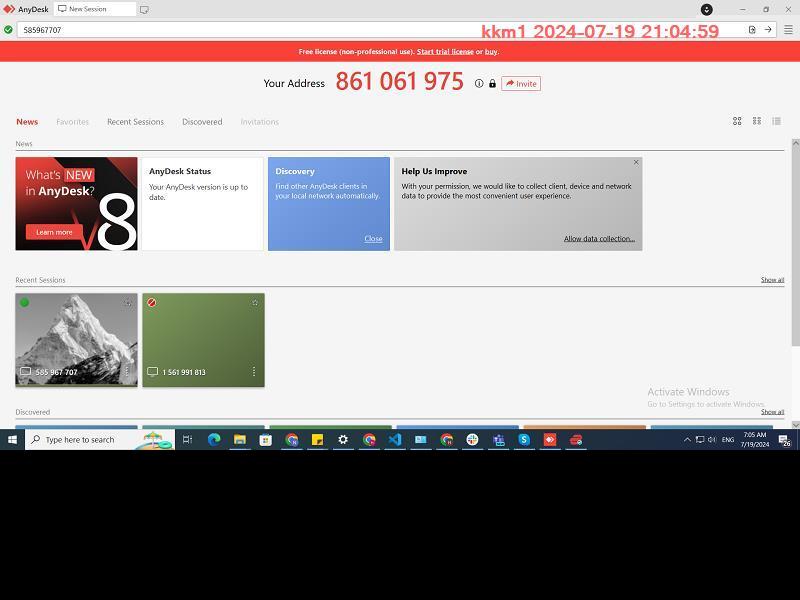 AnyDesk
New Session
585967707
kkm1 2024-07-19 21:04:59
Free license (non-professional use). Start trial license or buy.
Your Address 861 061 975 Invite
News Favorites Recent Sessions Discovered Invitations
News
What's NEW
in AnyDesk?
Learn more
V8
AnyDesk Status
Your AnyDesk version is up to
date.
Discovery
Find other AnyDesk clients in
your local network automatically.
Close
Help Us Improve
With your permission, we would like to collect client, device and network
data to provide the most convenient user experience.
Allow data collection...
Recent Sessions Show all
585 967 707
1 561 991 813
Activate Windows
Go to Settings to activate Windows.
Discovered Show all
Type here to search
ENG
7:05 AM
7/19/2024
26